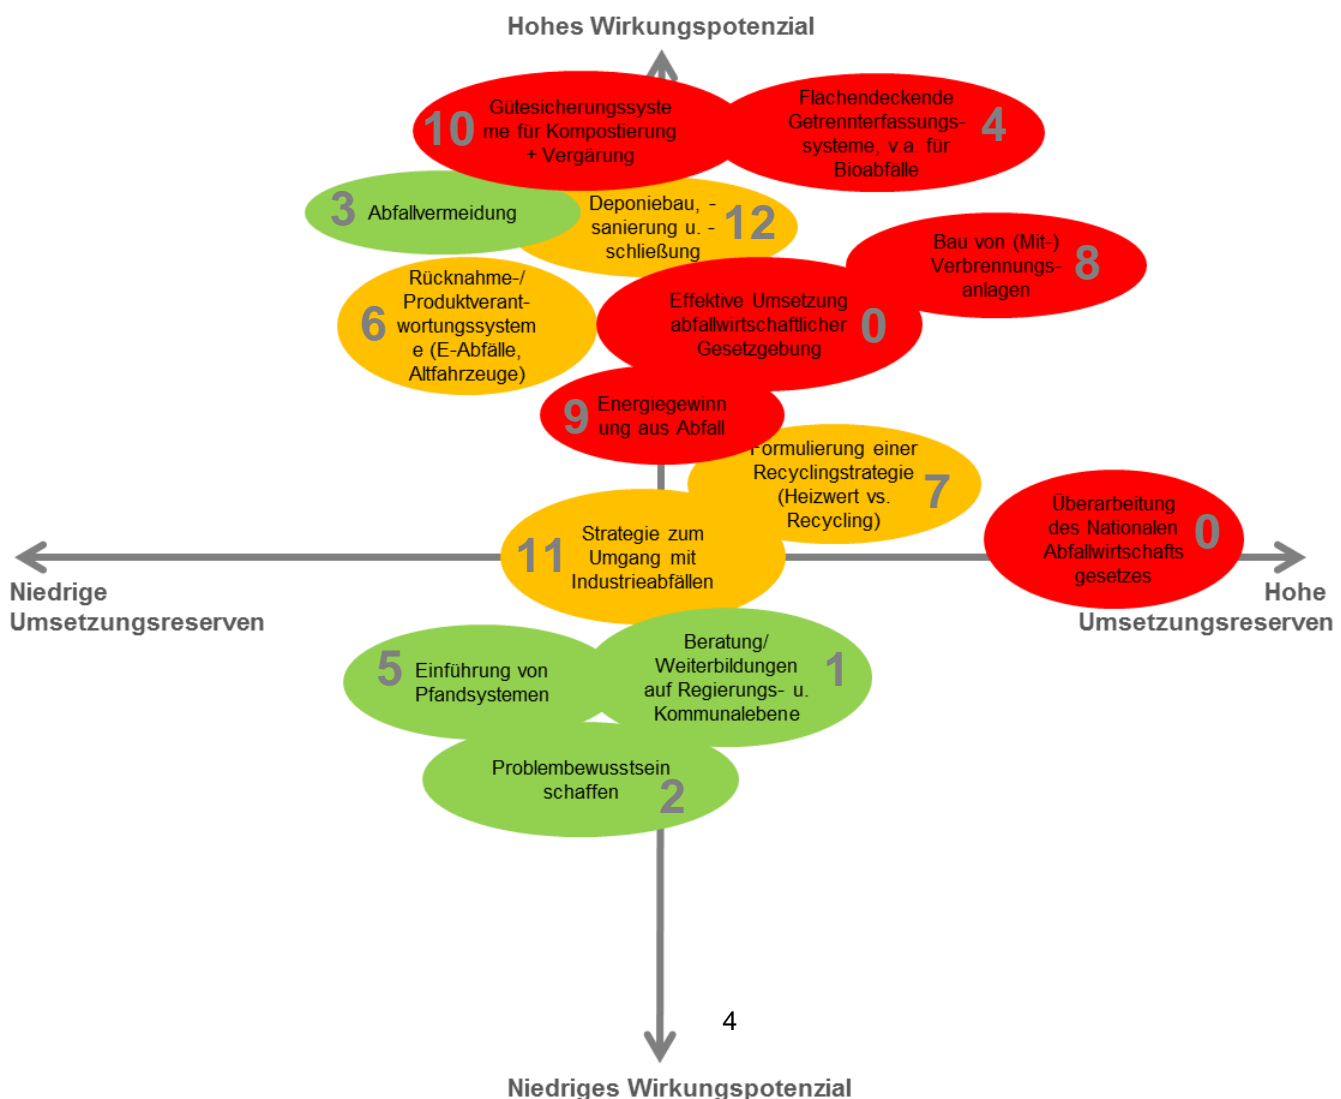 Hohes Wirkungspotenzial
10
Gütesicherungssyste
me für Kompostierung
+ Vergärung
Flächendeckende
Getrennterfassungs-
systeme, v.a. für
Bioabfälle
4
3
Abfallvermeidung
Deponiebau, -
sanierung u. -
schließung
12
Bau von (Mit-)
Verbrennungs-
anlagen
8
6
Rücknahme-/
Produktverant-
wortungssystem
e (E-Abfälle,
Altfahrzeuge)
Effektive Umsetzung
abfallwirtschaftlicher
Gesetzgebung
0
9
Energiegewinn
ung aus Abfall
Formulierung einer
Recyclingstrategie
(Heizwert vs.
Recycling)
7
11
Strategie zum
Umgang mit
Industrieabfällen
Überarbeitung
des Nationalen
Abfallwirtschafts
gesetzes
0
Niedrige
Umsetzungsreserven
Hohe
Umsetzungsreserven
5
Einführung von
Pfandsystemen
Beratung/
Weiterbildungen
auf Regierungs- u.
Kommunalebene
1
Problembewusstsein
schaffen
2
4
Niedriges Wirkungspotenzial